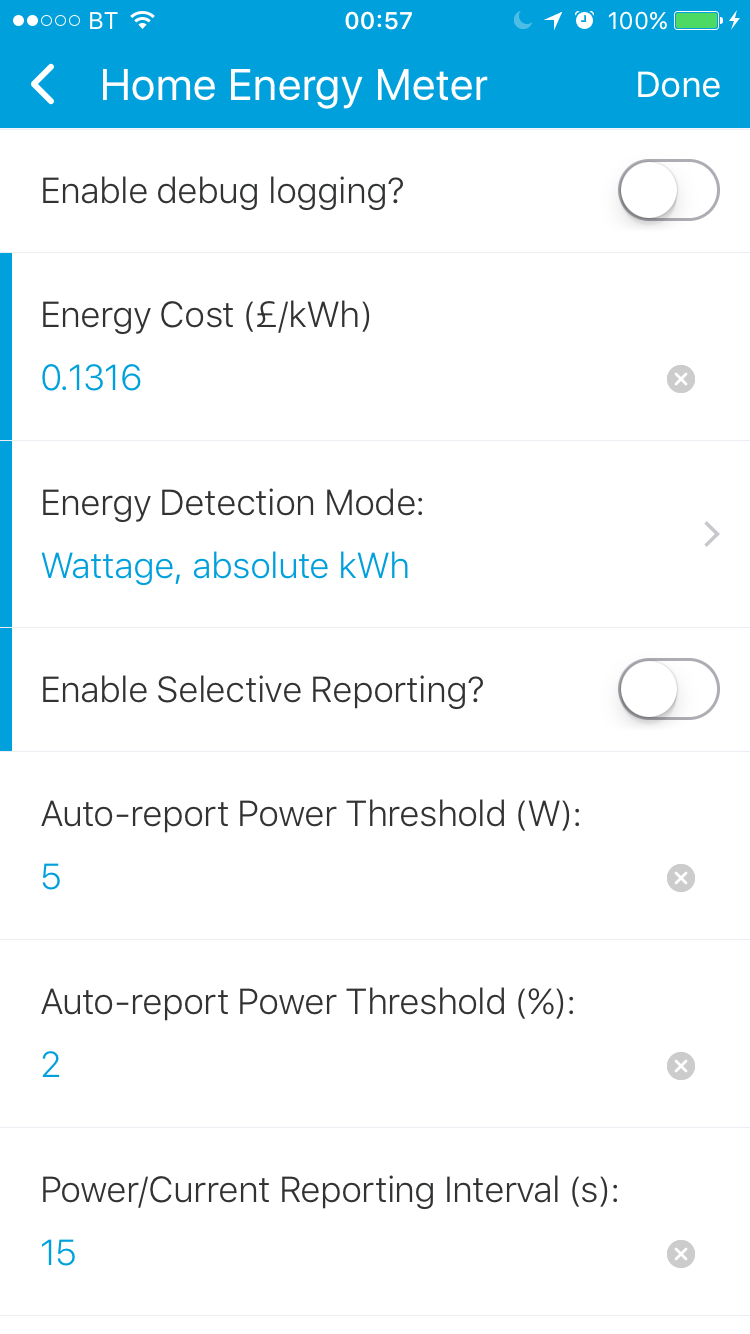 BT 00:57 100%
Home Energy Meter Done
Enable debug logging?
Energy Cost (£/kWh)
0.1316
Energy Detection Mode:
Wattage, absolute kWh
Enable Selective Reporting?
Auto-report Power Threshold (W):
5
Auto-report Power Threshold (%):
2
Power/Current Reporting Interval (s):
15